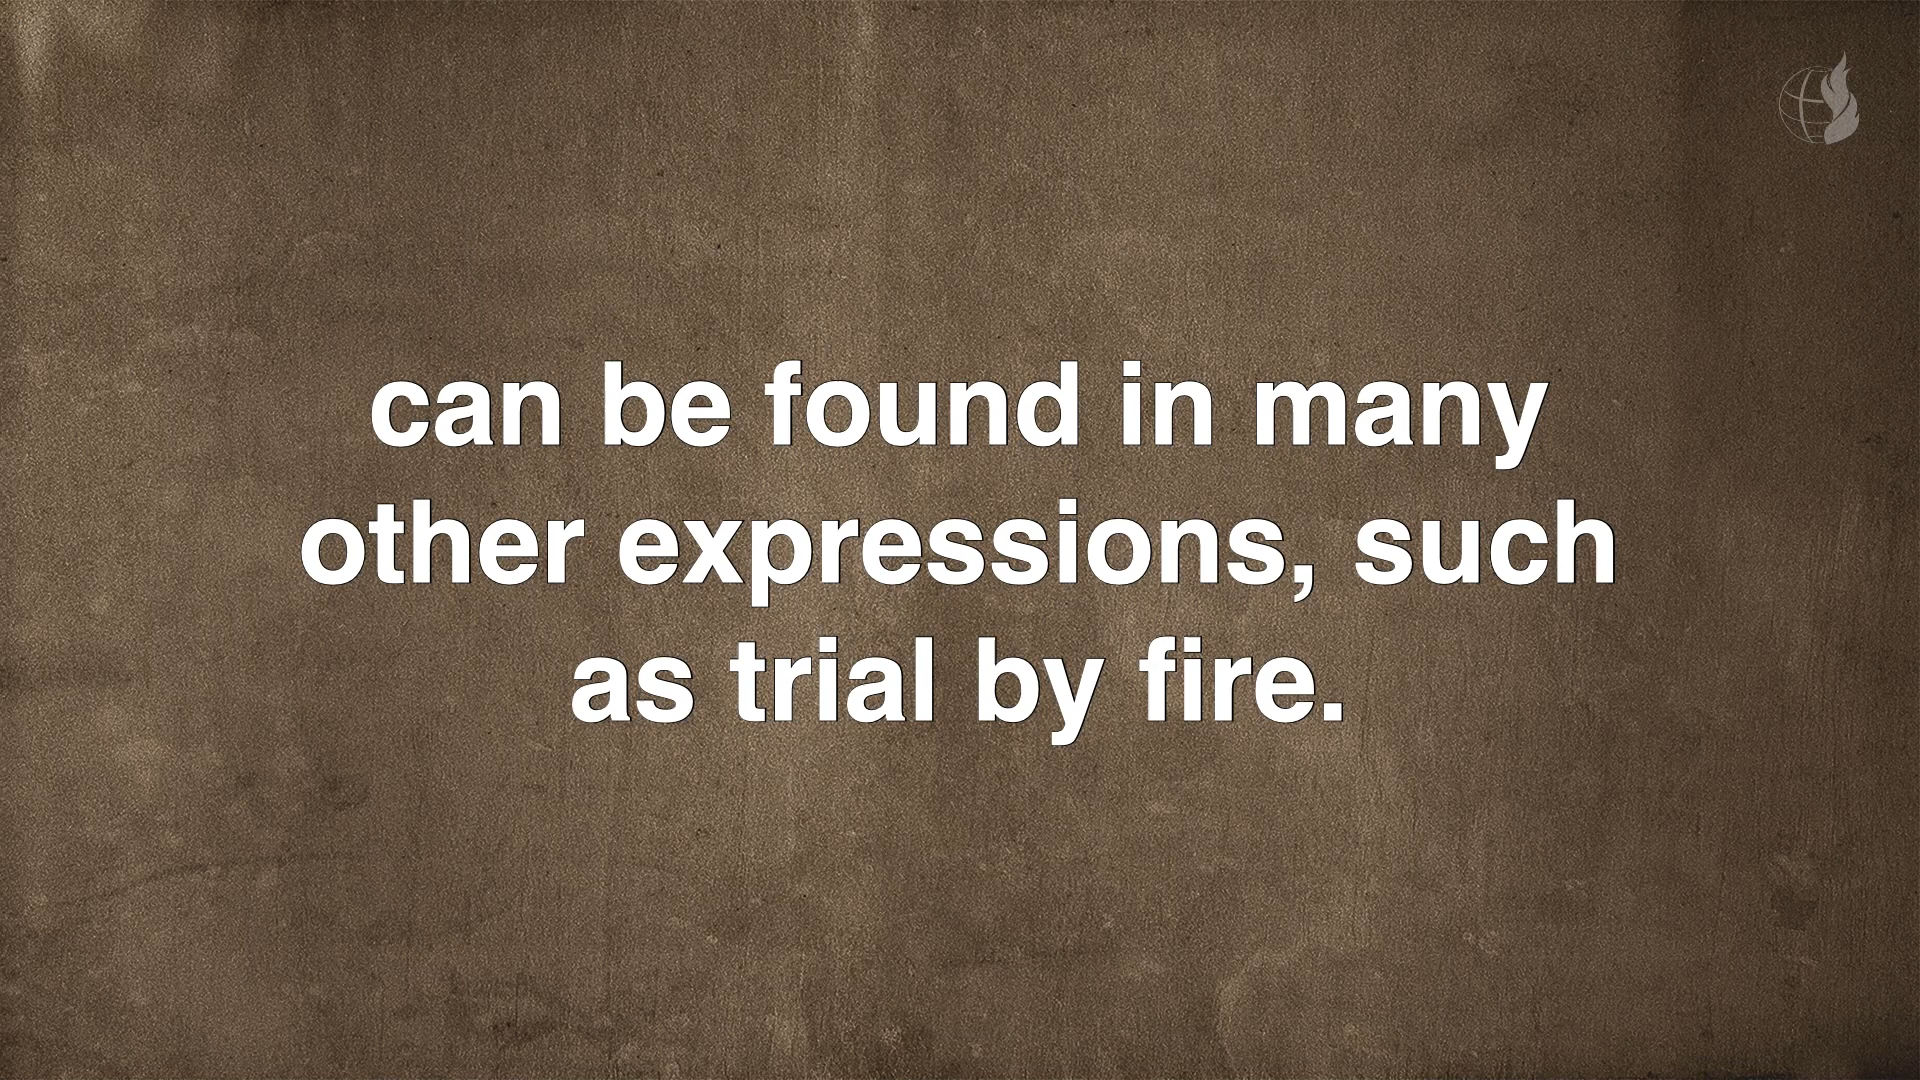 can be found in many
other expressions, such
as trial by fire.